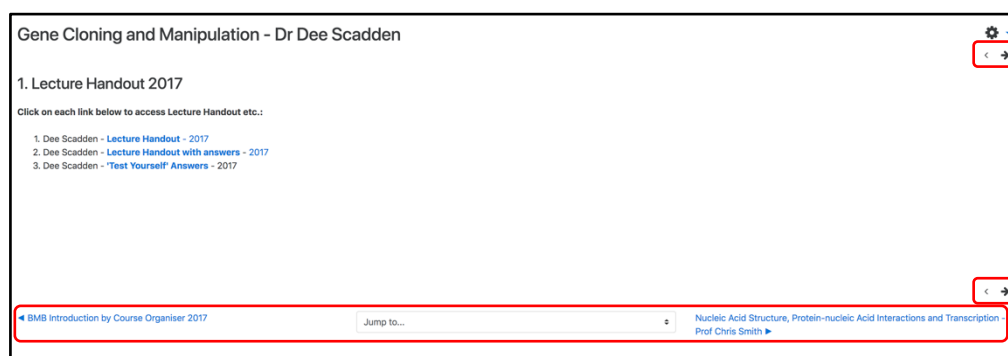 Gene Cloning and Manipulation - Dr Dee Scadden
1. Lecture Handout 2017
Click on each link below to access Lecture Handout etc.:
1. Dee Scadden - Lecture Handout - 2017
2. Dee Scadden - Lecture Handout with answers - 2017
3. Dee Scadden - 'Test Yourself' Answers - 2017
◄ BMB Introduction by Course Organiser 2017
Jump to...
Nucleic Acid Structure, Protein-nucleic Acid Interactions and Transcription -
Prof Chris Smith ►